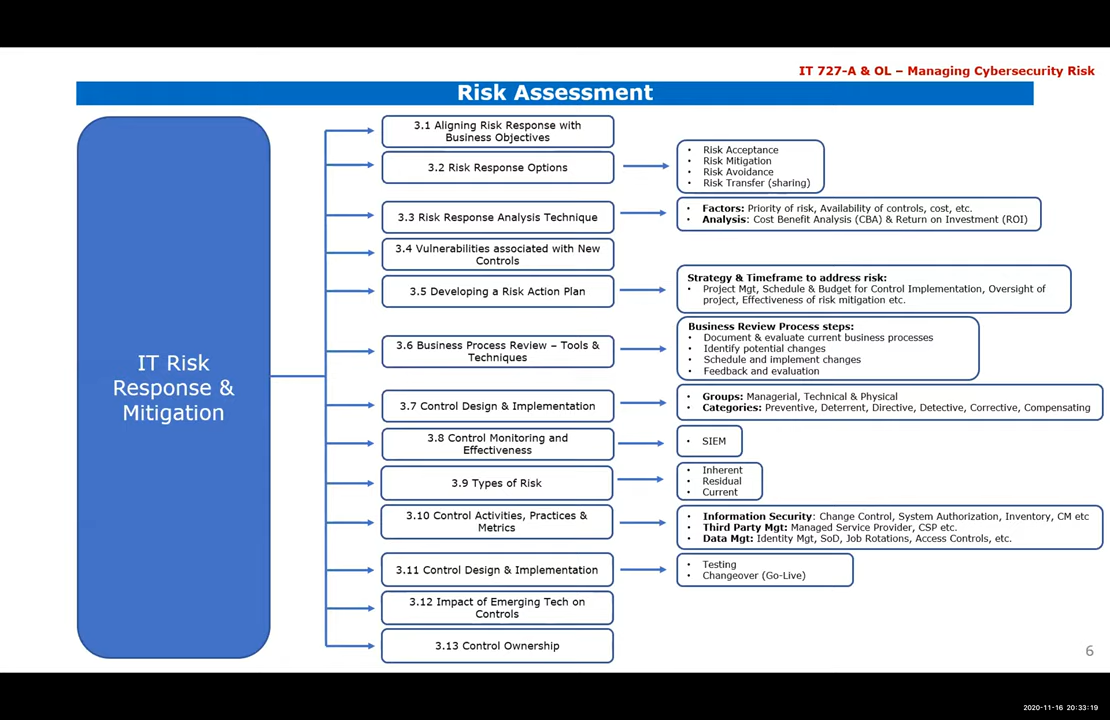 IT 727-A & OL – Managing Cybersecurity Risk
Risk Assessment
IT Risk
Response &
Mitigation
3.1 Aligning Risk Response with
Business Objectives
3.2 Risk Response Options
• Risk Acceptance
• Risk Mitigation
• Risk Avoidance
• Risk Transfer (sharing)
3.3 Risk Response Analysis Technique
• Factors: Priority of risk, Availability of controls, cost, etc.
• Analysis: Cost Benefit Analysis (CBA) & Return on Investment (ROI)
3.4 Vulnerabilities associated with New
Controls
3.5 Developing a Risk Action Plan
Strategy & Timeframe to address risk:
• Project Mgt, Schedule & Budget for Control Implementation, Oversight of
project, Effectiveness of risk mitigation etc.
3.6 Business Process Review – Tools &
Techniques
Business Review Process steps:
• Document & evaluate current business processes
• Identify potential changes
• Schedule and implement changes
• Feedback and evaluation
3.7 Control Design & Implementation
• Groups: Managerial, Technical & Physical
• Categories: Preventive, Deterrent, Directive, Detective, Corrective, Compensating
3.8 Control Monitoring and
Effectiveness
• SIEM
3.9 Types of Risk
• Inherent
• Residual
• Current
3.10 Control Activities, Practices &
Metrics
• Information Security: Change Control, System Authorization, Inventory, CM etc
• Third Party Mgt: Managed Service Provider, CSP etc.
• Data Mgt: Identity Mgt, SoD, Job Rotations, Access Controls, etc.
3.11 Control Design & Implementation
• Testing
• Changeover (Go-Live)
3.12 Impact of Emerging Tech on
Controls
3.13 Control Ownership
6
2020-11-16 20:33:19